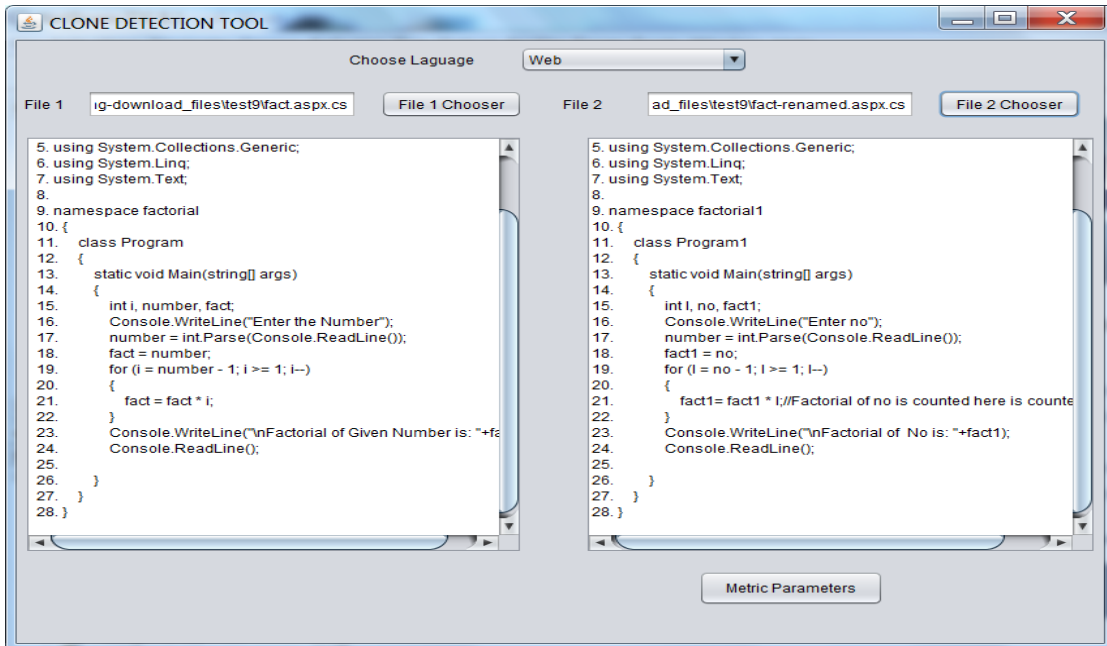 CLONE DETECTION TOOL
Choose Laguage Web
File 1 ıg-download_files\test9\fact.aspx.cs File 1 Chooser File 2 ad_files\test9\fact-renamed.aspx.cs File 2 Chooser
5. using System.Collections.Generic;
6. using System.Linq;
7. using System.Text;
8.
9. namespace factorial
10. {
11. class Program
12. {
13. static void Main(string[] args)
14. {
15. int i, number, fact;
16. Console.WriteLine("Enter the Number");
17. number = int.Parse(Console.ReadLine());
18. fact = number;
19. for (i = number - 1; i >= 1; i--)
20. {
21. fact = fact * i;
22. }
23. Console.WriteLine("\nFactorial of Given Number is: "+fa
24. Console.ReadLine();
25.
26. }
27. }
28. }
5. using System.Collections.Generic;
6. using System.Linq;
7. using System.Text;
8.
9. namespace factorial1
10. {
11. class Program1
12. {
13. static void Main(string[] args)
14. {
15. int I, no, fact1;
16. Console.WriteLine("Enter no");
17. number = int.Parse(Console.ReadLine());
18. fact1 = no;
19. for (I = no - 1; I >= 1; I--)
20. {
21. fact1= fact1 * I;//Factorial of no is counted here is counte
22. }
23. Console.WriteLine("\nFactorial of  No is: "+fact1);
24. Console.ReadLine();
25.
26. }
27. }
28. }
Metric Parameters